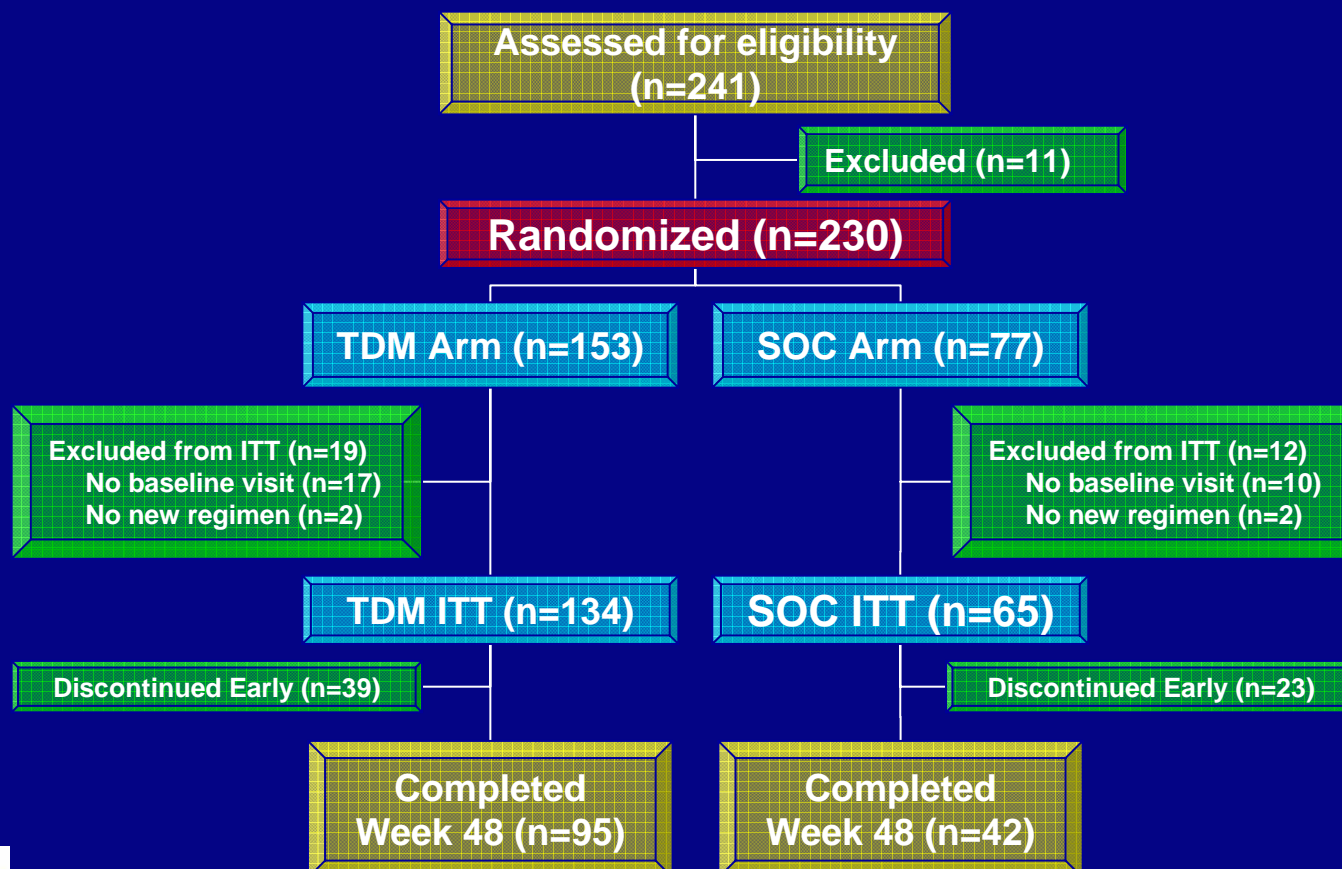 Assessed for eligibility
(n=241)
Excluded (n=11)
Randomized (n=230)
TDM Arm (n=153)
SOC Arm (n=77)
Excluded from ITT (n=19)
No baseline visit (n=17)
No new regimen (n=2)
Excluded from ITT (n=12)
No baseline visit (n=10)
No new regimen (n=2)
TDM ITT (n=134)
SOC ITT (n=65)
Discontinued Early (n=39)
Discontinued Early (n=23)
Completed
Week 48 (n=95)
Completed
Week 48 (n=42)